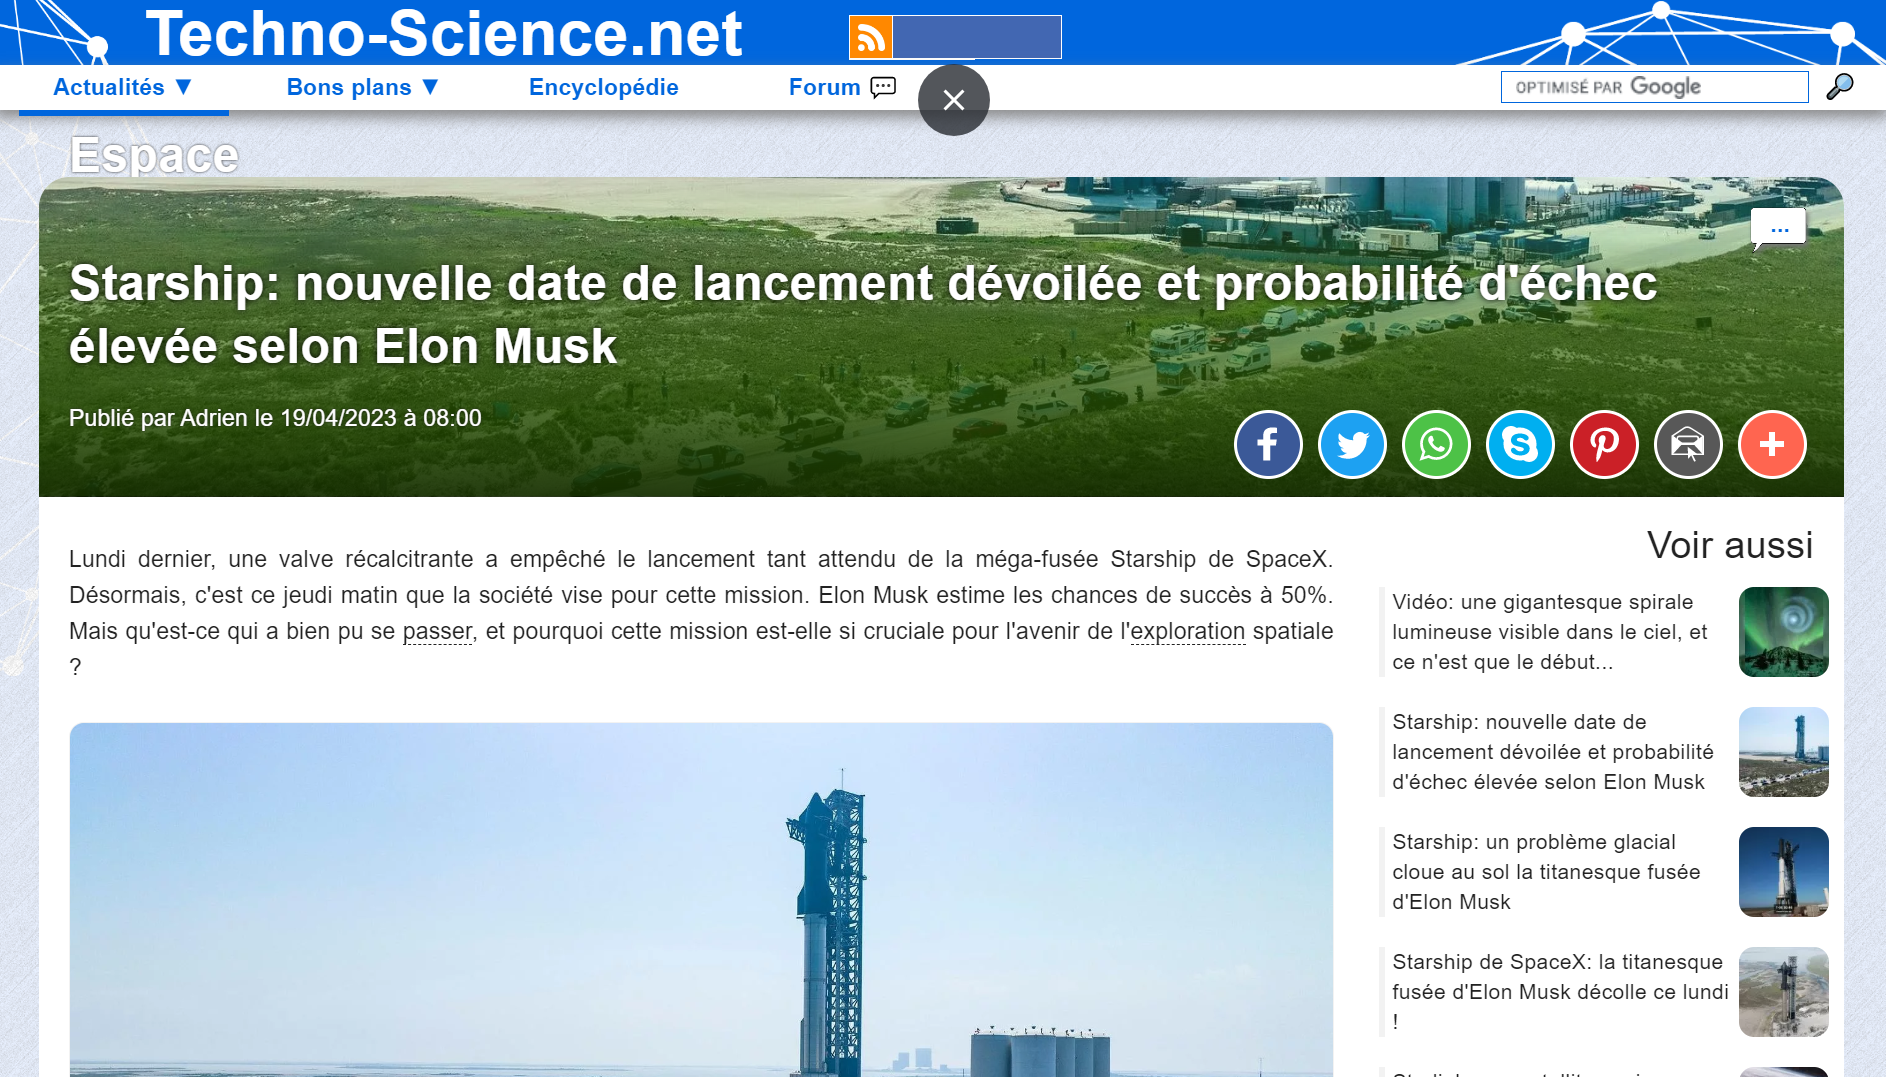 Techno-Science.net
Actualités ▼
Bons plans ▼
Encyclopédie
Forum
OPTIMISÉ PAR Google
Espace
...
Starship: nouvelle date de lancement dévoilée et probabilité d'échec
élevée selon Elon Musk
Publié par Adrien le 19/04/2023 à 08:00
Lundi dernier, une valve récalcitrante a empêché le lancement tant attendu de la méga-fusée Starship de SpaceX.
Désormais, c'est ce jeudi matin que la société vise pour cette mission. Elon Musk estime les chances de succès à 50%.
Mais qu'est-ce qui a bien pu se passer, et pourquoi cette mission est-elle si cruciale pour l'avenir de l'exploration spatiale
?
Voir aussi
Vidéo: une gigantesque spirale
lumineuse visible dans le ciel, et
ce n'est que le début...
Starship: nouvelle date de
lancement dévoilée et probabilité
d'échec élevée selon Elon Musk
Starship: un problème glacial
cloue au sol la titanesque fusée
d'Elon Musk
Starship de SpaceX: la titanesque
fusée d'Elon Musk décolle ce lundi
!